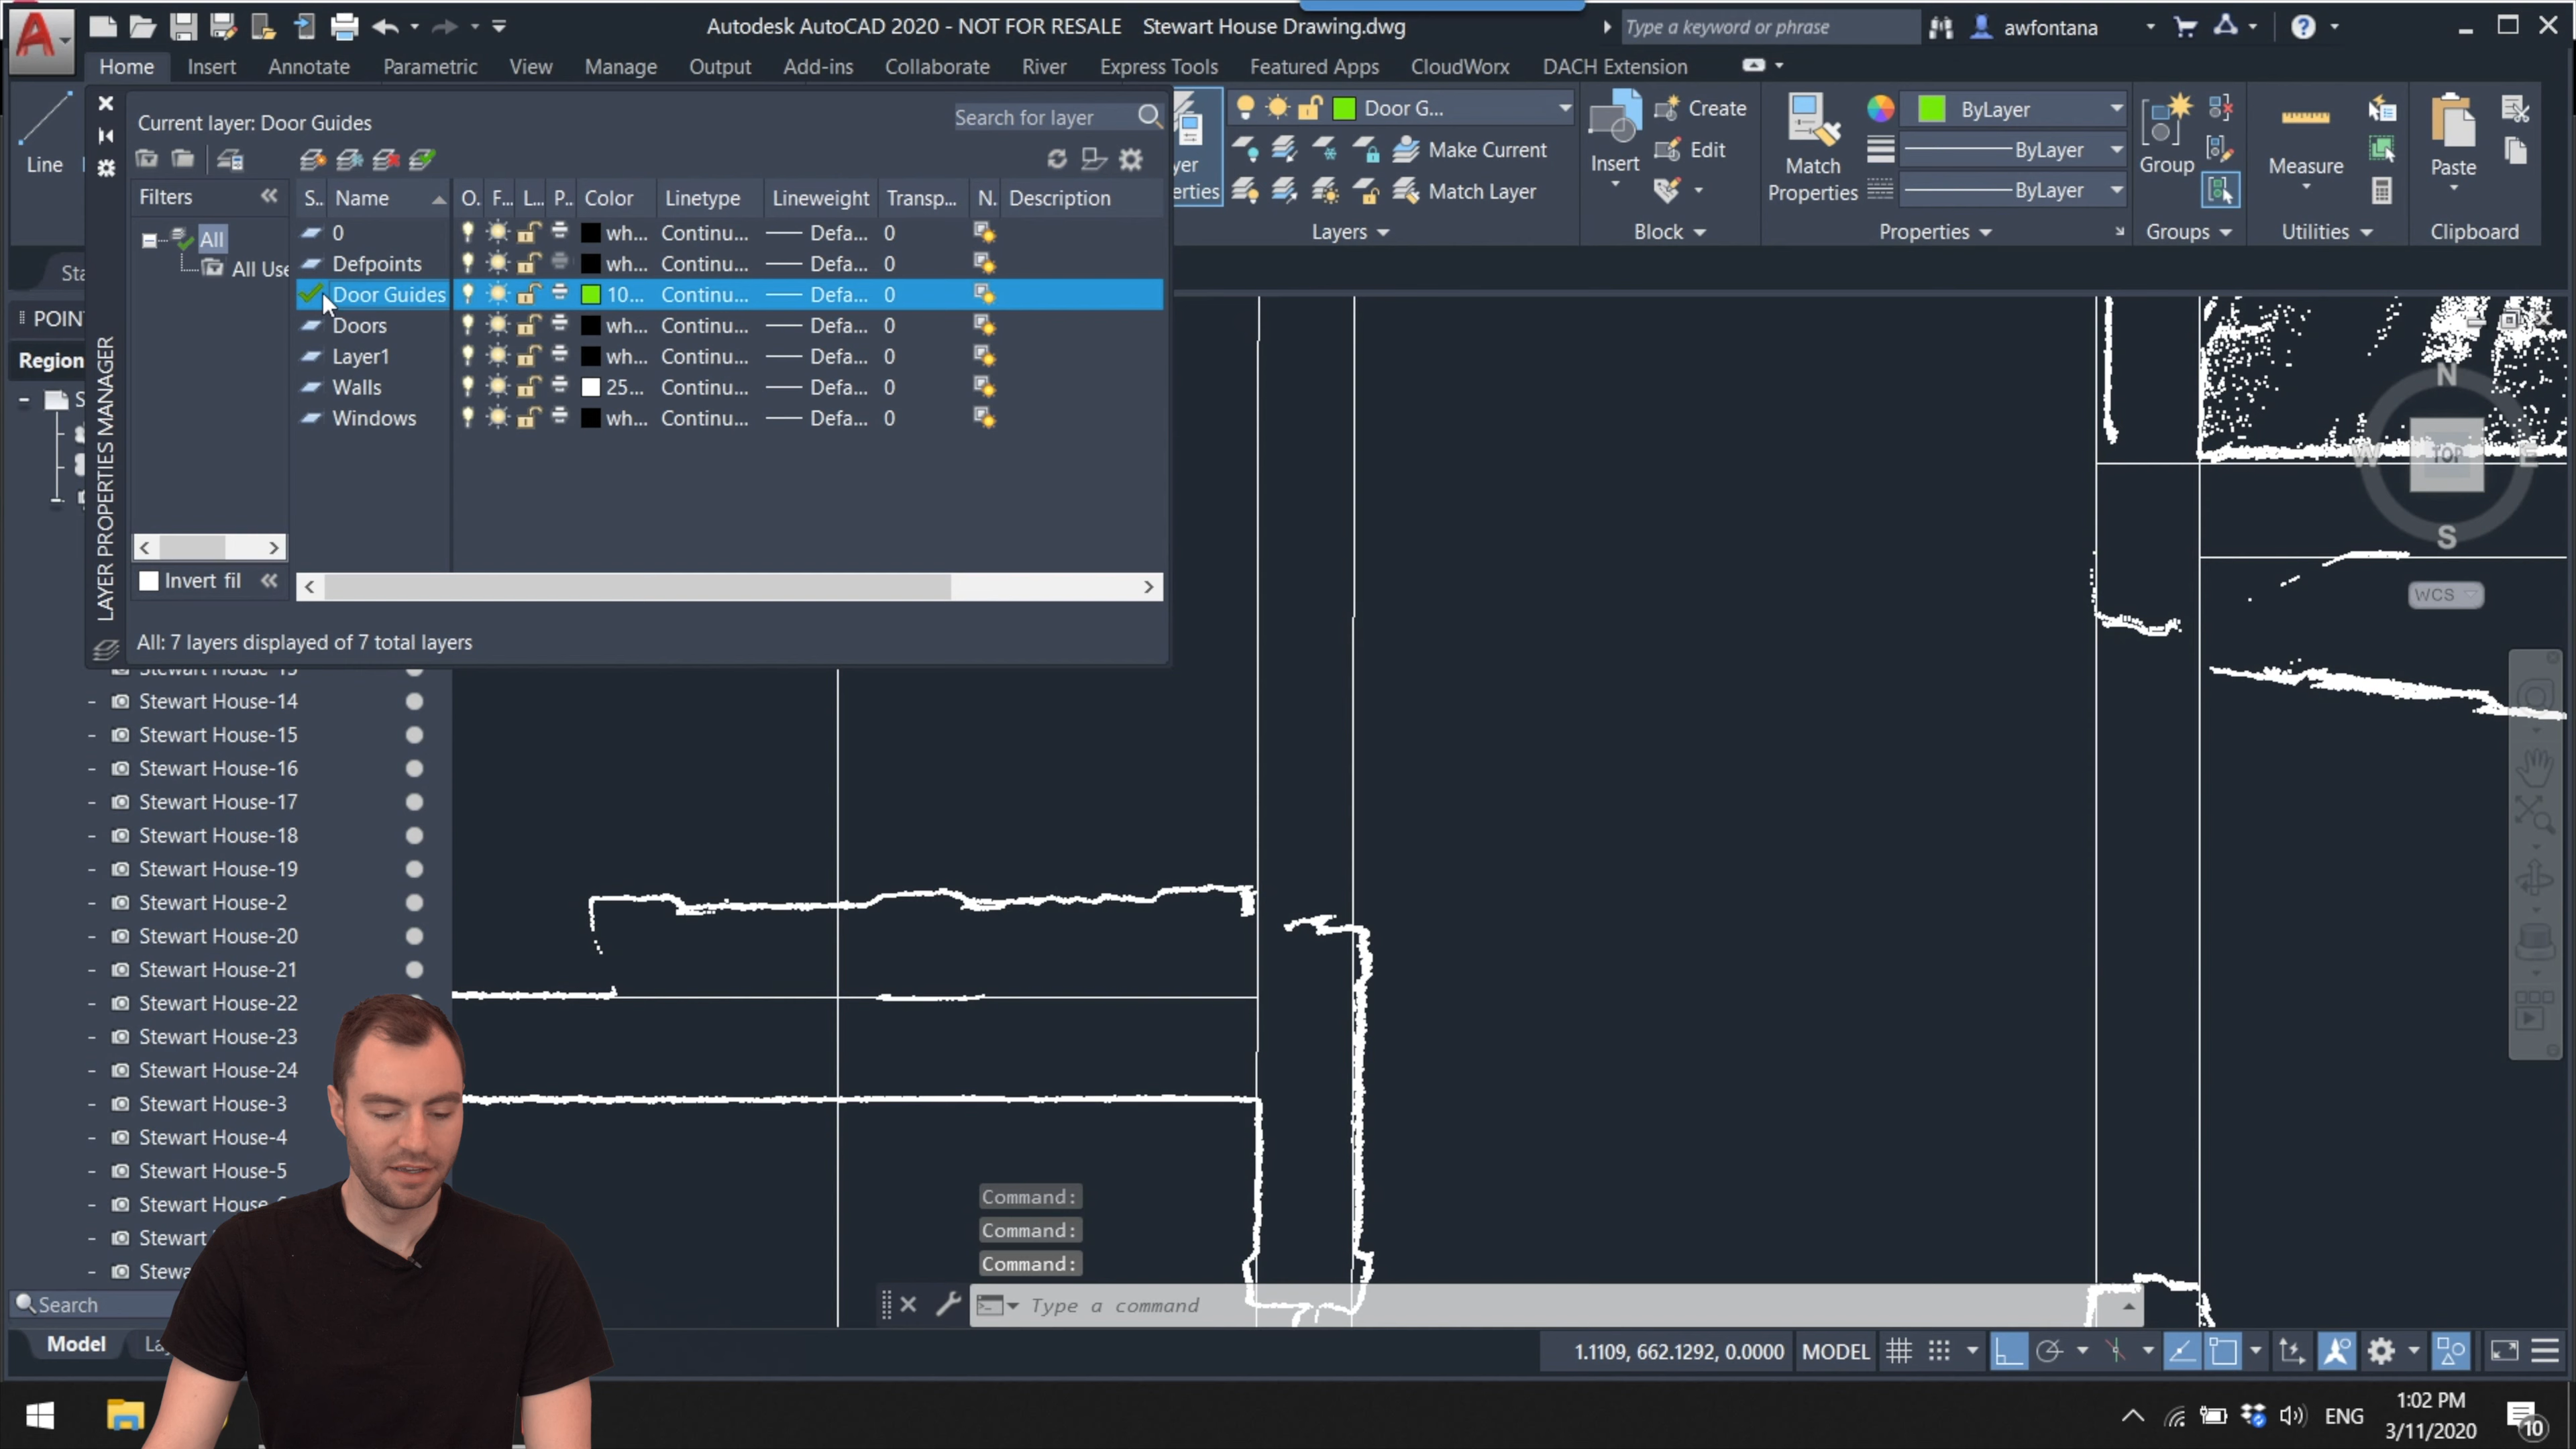 Autodesk AutoCAD 2020 - NOT FOR RESALE Stewart House Drawing.dwg
Type a keyword or phrase
awfontana
Home Insert Annotate Parametric View Manage Output Add-ins Collaborate River Express Tools Featured Apps CloudWorx DACH Extension
Line
Current layer: Door Guides
Search for layer
Door G...
Make Current
Match Layer
Layers
Insert
Create
Edit
Block
Match
Properties
ByLayer
ByLayer
ByLayer
Properties
Group
Groups
Measure
Utilities
Paste
Clipboard
Filters
All
Invert fil
S.. Name O. F... L... P.. Color Linetype Lineweight Transp... N. Description
0 wh... Continu... Defa... 0
Defpoints wh... Continu... Defa... 0
Door Guides 10... Continu... Defa... 0
Doors wh... Continu... Defa... 0
Layer1 wh... Continu... Defa... 0
Walls 25... Continu... Defa... 0
Windows wh... Continu... Defa... 0
All: 7 layers displayed of 7 total layers
LAYER PROPERTIES MANAGER
Region
Stewart House-14
Stewart House-15
Stewart House-16
Stewart House-17
Stewart House-18
Stewart House-19
Stewart House-2
Stewart House-20
Stewart House-21
Stewart House-22
Stewart House-23
Stewart House-24
Stewart House-3
Stewart House-4
Stewart House-5
Stewart House-
Stewart
Stewa
Search
Model
N
W TOP E
S
WCS
Command:
Command:
Command:
Type a command
1.1109, 662.1292, 0.0000 MODEL
ENG
1:02 PM
3/11/2020
10